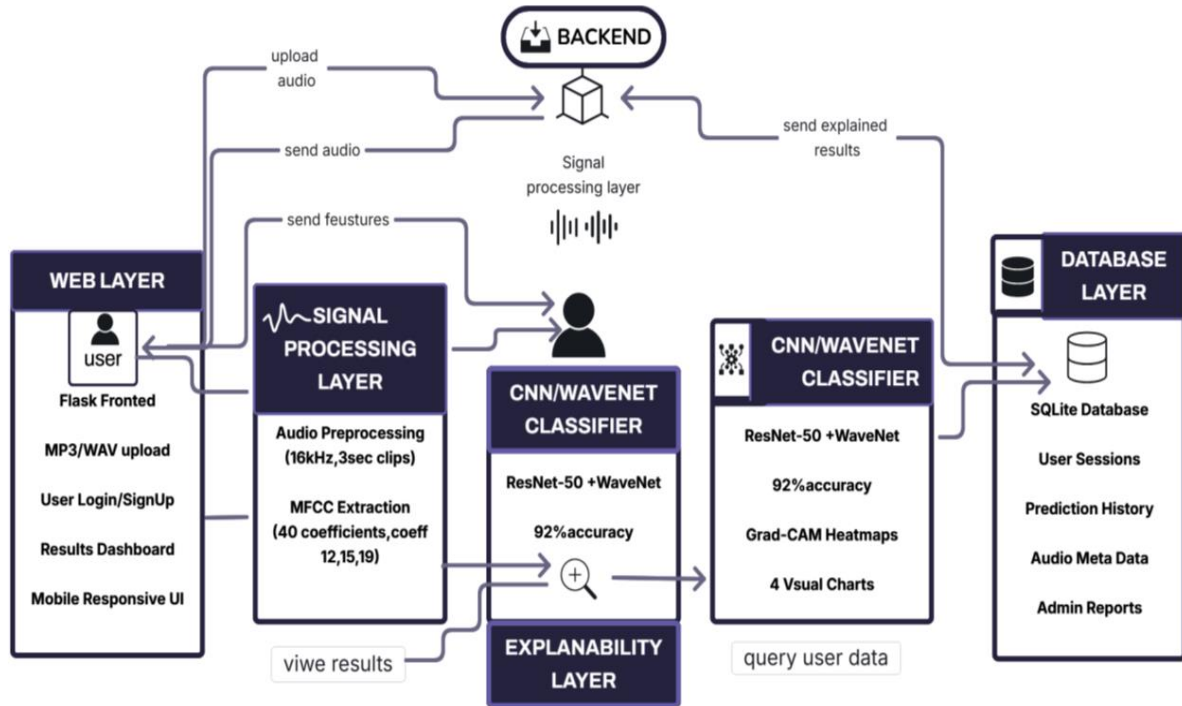 BACKEND
upload
audio
send audio
send explained
results
Signal
processing layer
send feustures
WEB LAYER
user
Flask Fronted
MP3/WAV upload
User Login/SignUp
Results Dashboard
Mobile Responsive UI
SIGNAL
PROCESSING
LAYER
Audio Preprocessing
(16kHz,3sec clips)
MFCC Extraction
(40 coefficients,coeff
12,15,19)
CNN/WAVENET
CLASSIFIER
ResNet-50 +WaveNet
92%accuracy
EXPLANABILITY
LAYER
CNN/WAVENET
CLASSIFIER
ResNet-50 +WaveNet
92%accuracy
Grad-CAM Heatmaps
4 Vsual Charts
DATABASE
LAYER
SQLite Database
User Sessions
Prediction History
Audio Meta Data
Admin Reports
viwe results
query user data